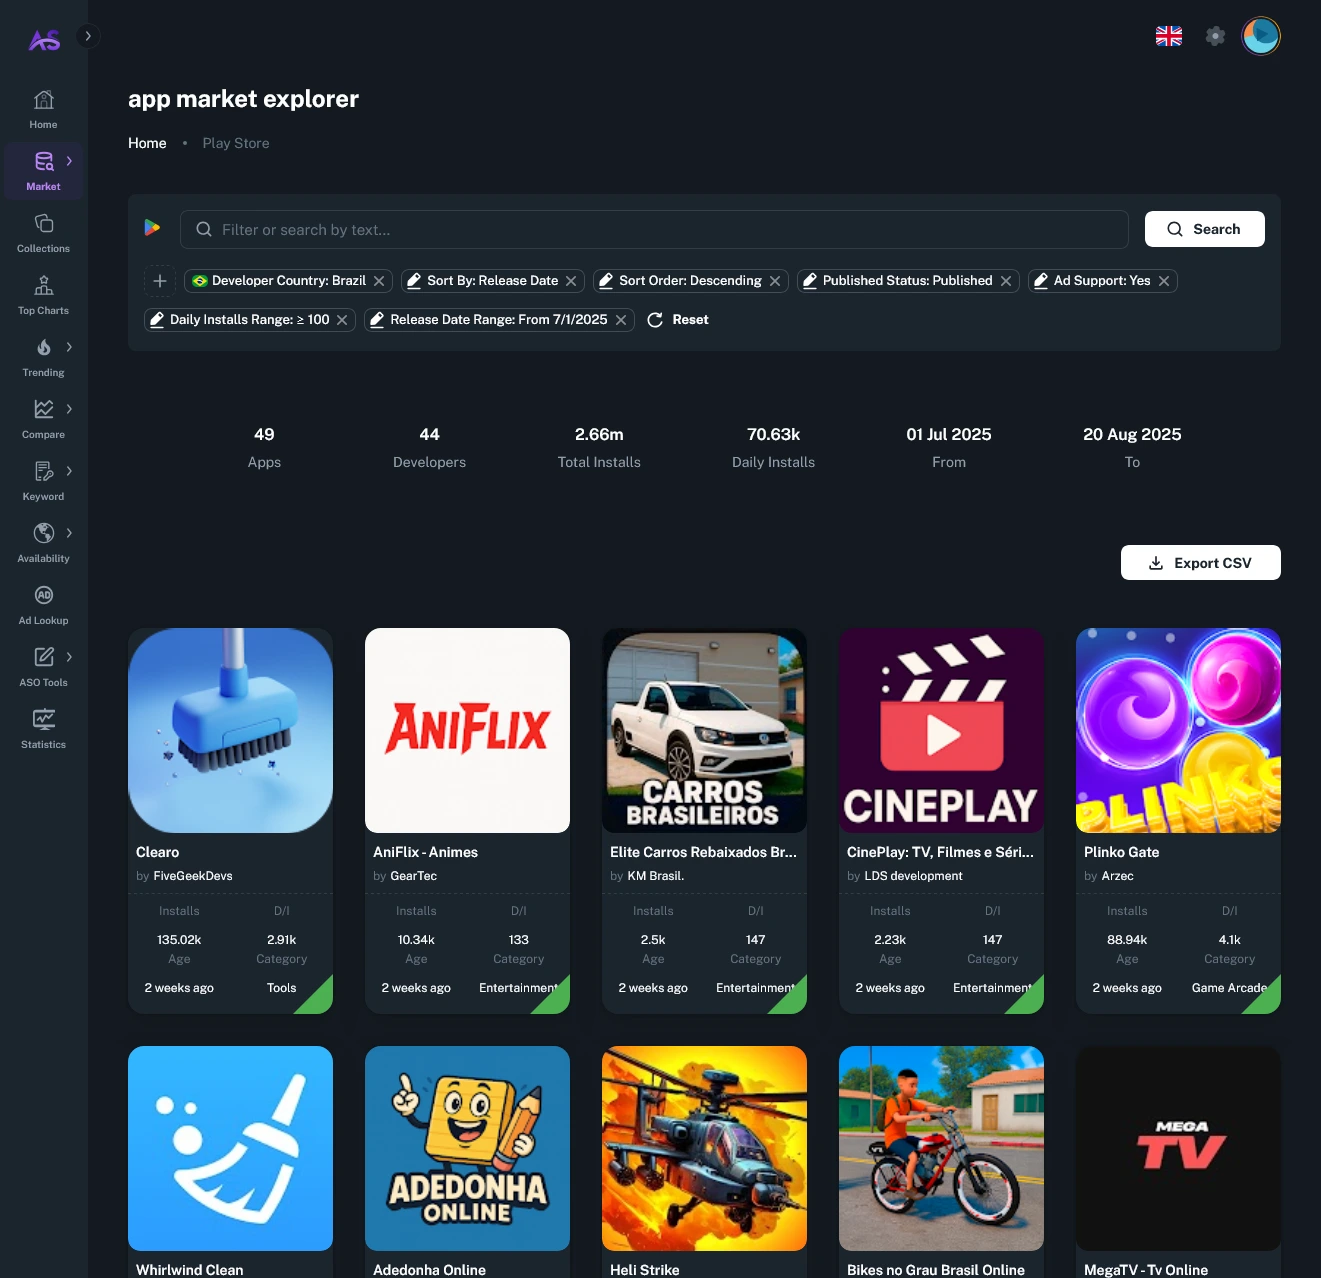 AS
app market explorer
Home • Play Store
Home
Market
Collections
Top Charts
Trending
Compare
Keyword
Availability
AD
Ad Lookup
ASO Tools
Statistics
Filter or search by text...
Search
Developer Country: Brazil
Sort By: Release Date
Sort Order: Descending
Published Status: Published
Ad Support: Yes
Daily Installs Range: ≥ 100
Release Date Range: From 7/1/2025
Reset
49
Apps
44
Developers
2.66m
Total Installs
70.63k
Daily Installs
01 Jul 2025
From
20 Aug 2025
To
Export CSV
Clearo
by FiveGeekDevs
Installs D/I
135.02k 2.91k
Age Category
2 weeks ago Tools
ANIFLIX
AniFlix - Animes
by GearTec
Installs D/I
10.34k 133
Age Category
2 weeks ago Entertainment
CARROS
BRASILEIROS
Elite Carros Rebaixados Br...
by KM Brasil.
Installs D/I
2.5k 147
Age Category
2 weeks ago Entertainment
CINEPLAY
CinePlay: TV, Filmes e Séri...
by LDS development
Installs D/I
2.23k 147
Age Category
2 weeks ago Entertainment
PLINKO
Plinko Gate
by Arzec
Installs D/I
88.94k 4.1k
Age Category
2 weeks ago Game Arcade
Whirlwind Clean
ADEDONHA
ONLINE
Adedonha Online
Heli Strike
Bikes no Grau Brasil Online
MEGA
TV
MegaTV - Tv Online